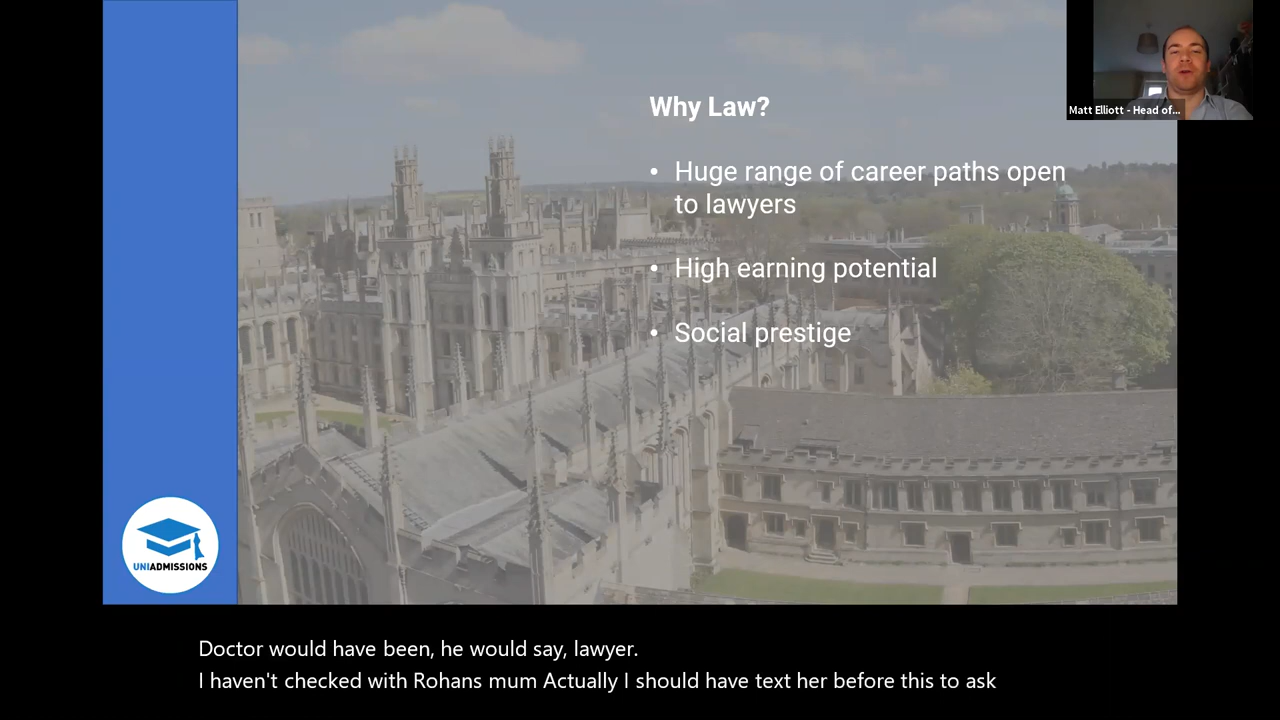 Why Law?
Matt Elliott - Head of...
• Huge range of career paths open
to lawyers
• High earning potential
• Social prestige
UNIADMISSIONS
Doctor would have been, he would say, lawyer.
I haven't checked with Rohans mum Actually I should have text her before this to ask